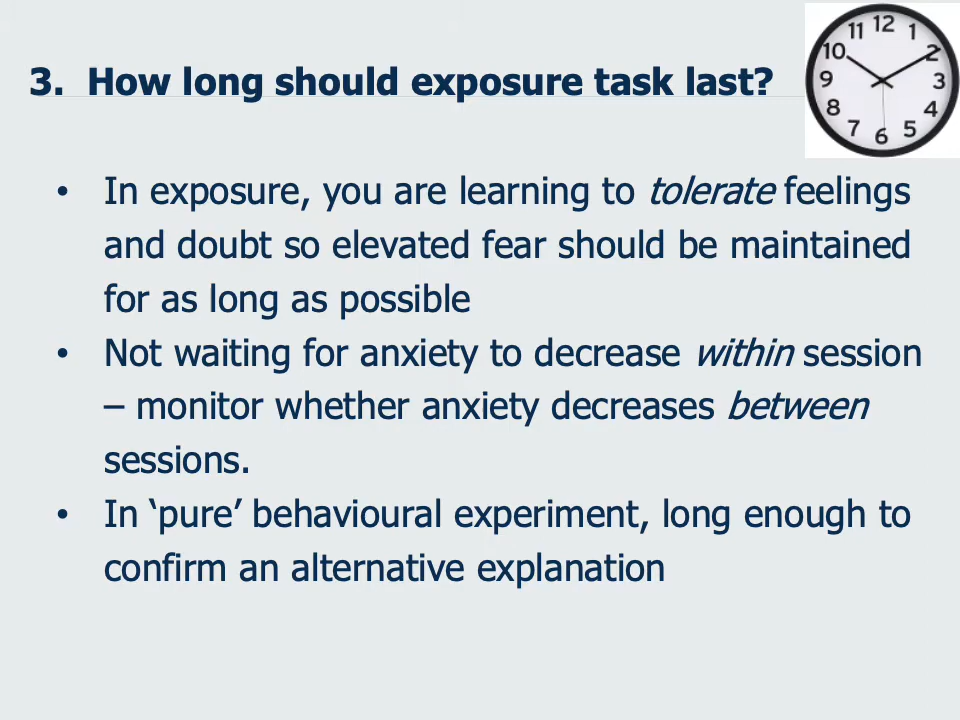 3. How long should exposure task last?
12
11
1
10
2
9
3
8
4
7
5
6
• In exposure, you are learning to tolerate feelings
and doubt so elevated fear should be maintained
for as long as possible
• Not waiting for anxiety to decrease within session
– monitor whether anxiety decreases between
sessions.
• In ‘pure’ behavioural experiment, long enough to
confirm an alternative explanation